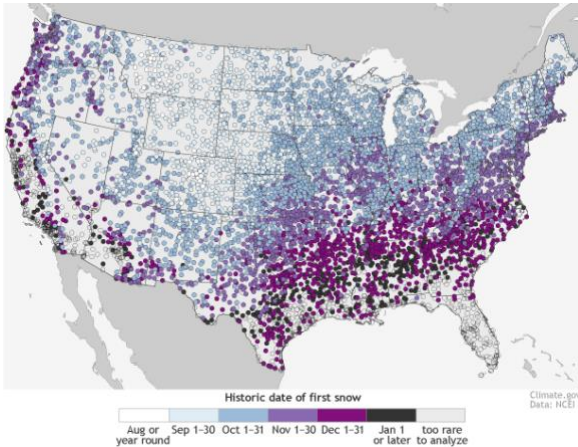 Historic date of first snow
Climate.gov
Data: NCEI
Aug or year round
Sep 1-30
Oct 1-31
Nov 1-30
Dec 1-31
Jan 1 or later
too rare to analyze